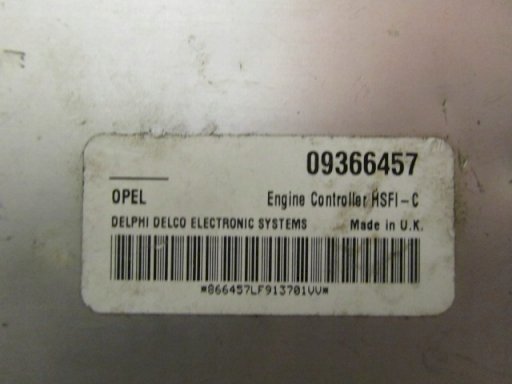 09366457
OPEL Engine Controller HSFI-C
DELPHI DELCO ELECTRONIC SYSTEMS Made in U.K.
*866457LF913701VV*